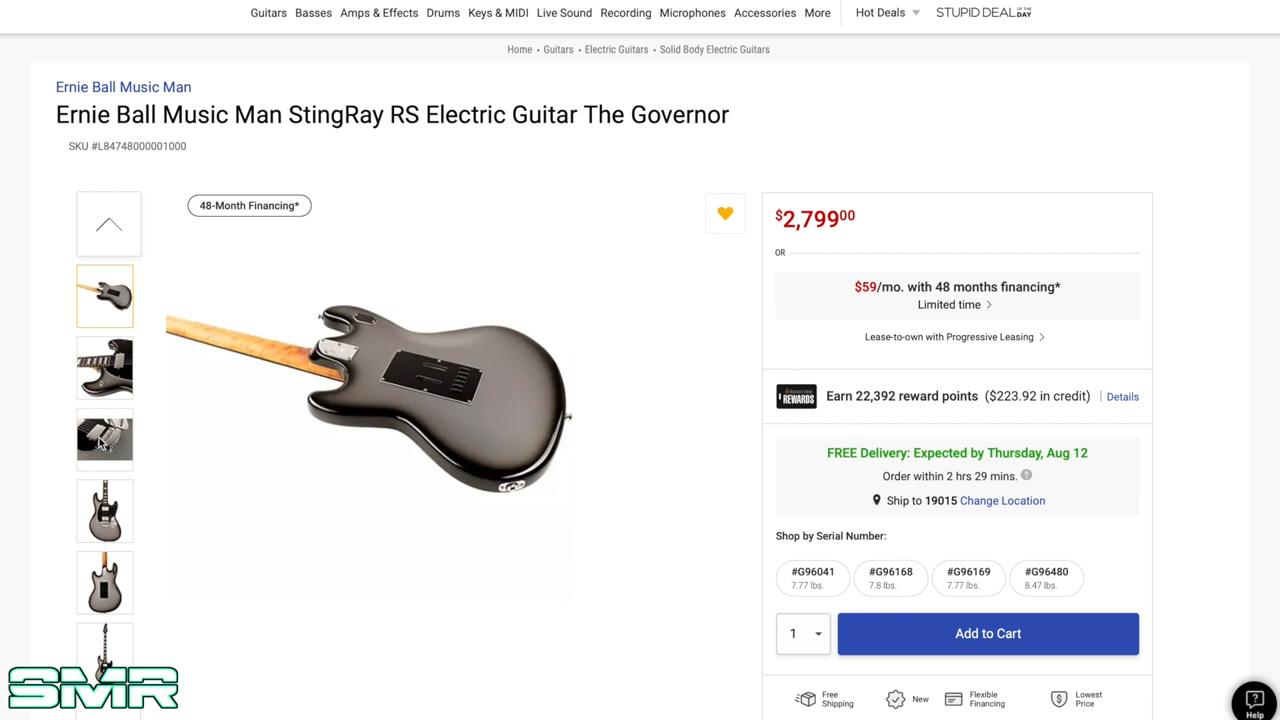 Guitars Basses Amps & Effects Drums Keys & MIDI Live Sound Recording Microphones Accessories More Hot Deals STUPID DEAL OF THE DAY
Home • Guitars • Electric Guitars • Solid Body Electric Guitars
Ernie Ball Music Man
Ernie Ball Music Man StingRay RS Electric Guitar The Governor
SKU #L84748000001000
48-Month Financing*
$2,79900
OR
$59/mo. with 48 months financing*
Limited time
Lease-to-own with Progressive Leasing
REWARDS
Earn 22,392 reward points ($223.92 in credit) | Details
FREE Delivery: Expected by Thursday, Aug 12
Order within 2 hrs 29 mins. ?
Ship to 19015 Change Location
Shop by Serial Number:
#G96041 #G96168 #G96169 #G96480
7.77 lbs. 7.8 lbs. 7.77 lbs. 8.47 lbs.
1 Add to Cart
Free Shipping New Flexible Financing Lowest Price
SMR
Help